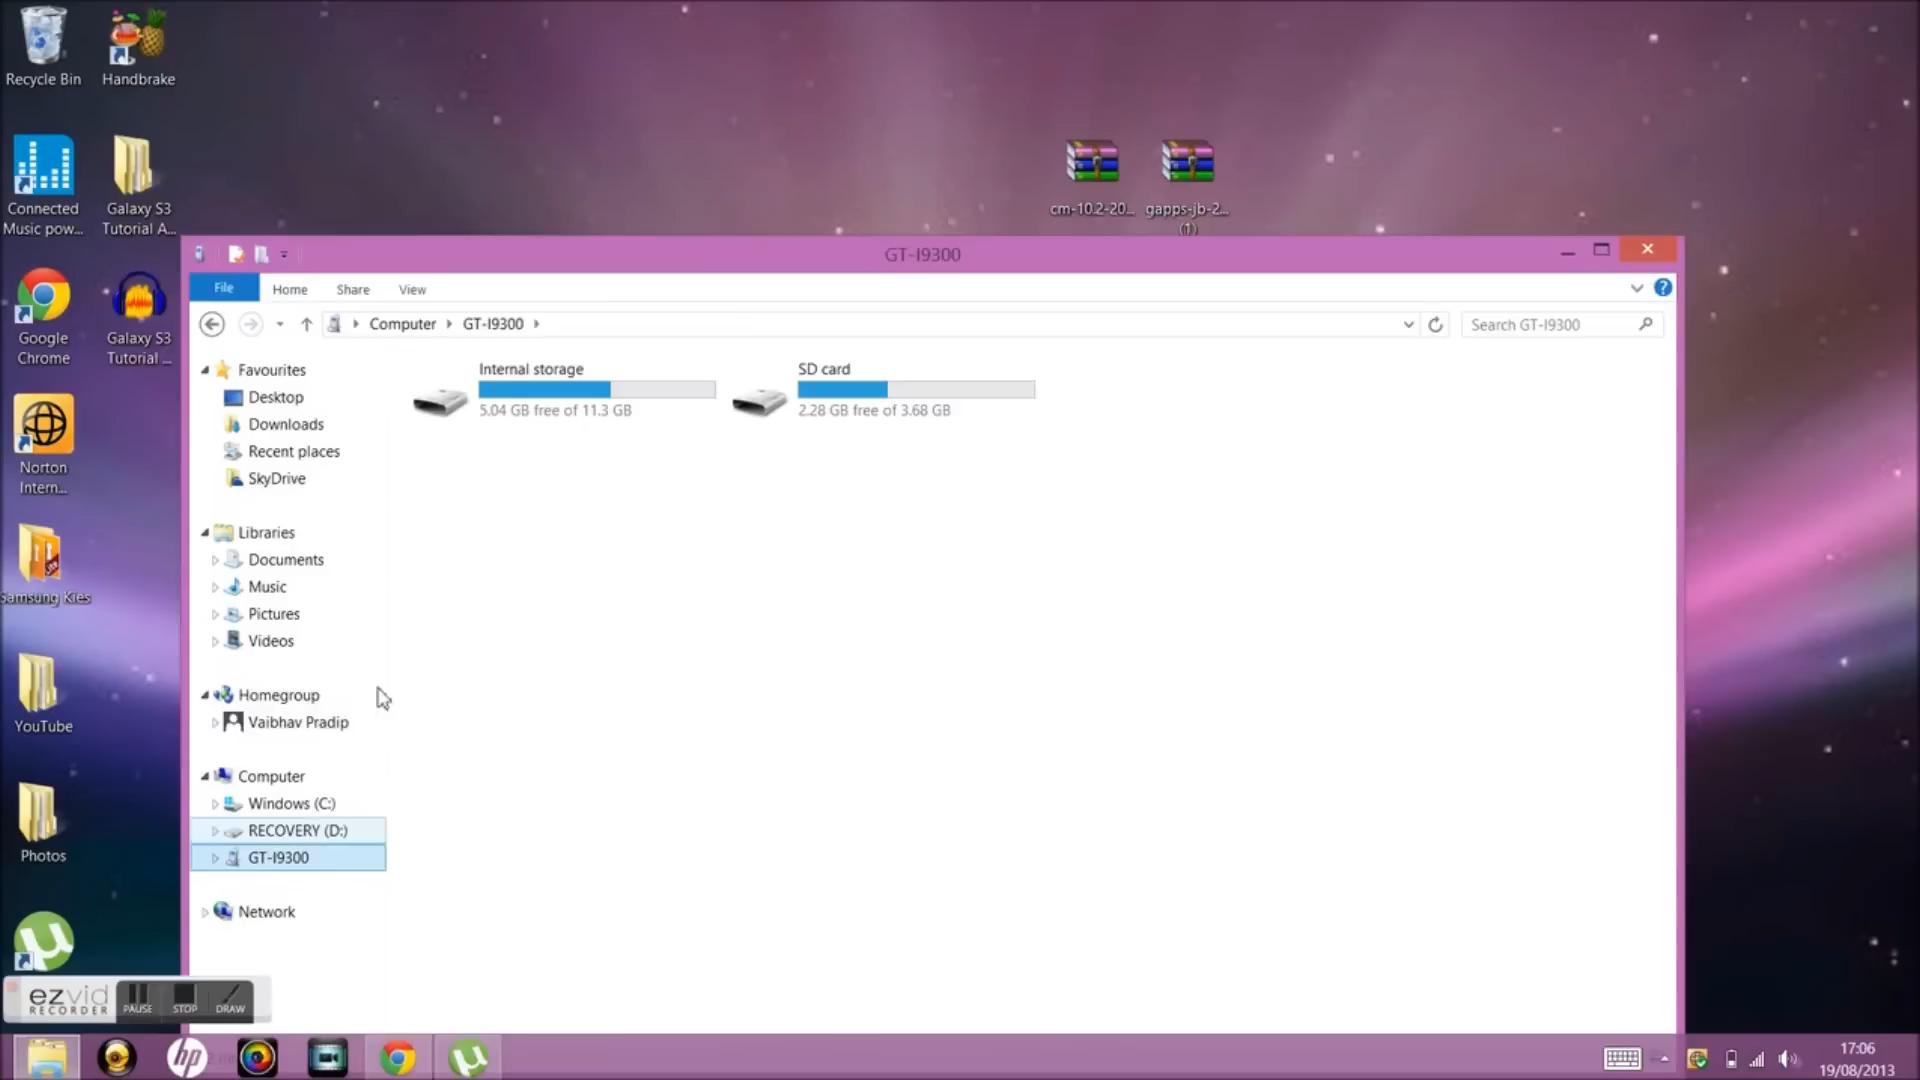 Recycle Bin
Handbrake
Connected
Music pow...
Galaxy S3
Tutorial A...
Google
Chrome
Galaxy S3
Tutorial ...
Norton
Intern...
Samsung Kies
YouTube
Photos
cm-10.2-20...
gapps-jb-2...
(1)
GT-I9300
File
Home
Share
View
Computer
GT-I9300
Search GT-I9300
Favourites
Desktop
Downloads
Recent places
SkyDrive
Libraries
Documents
Music
Pictures
Videos
Homegroup
Vaibhav Pradip
Computer
Windows (C:)
RECOVERY (D:)
GT-I9300
Network
Internal storage
5.04 GB free of 11.3 GB
SD card
2.28 GB free of 3.68 GB
ezvid
RECORDER
PAUSE
STOP
DRAW
hp
17:06
19/08/2013